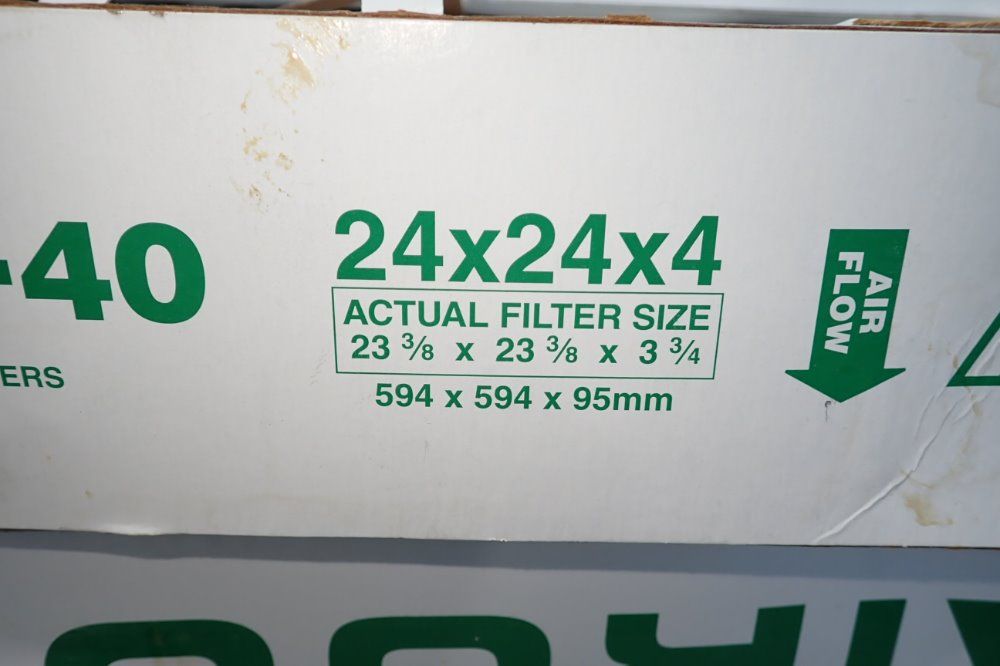 -40
ERS
24x24x4
ACTUAL FILTER SIZE
23 3/8 x 23 3/8 x 3 3/4
594 x 594 x 95mm
AIR
FLOW